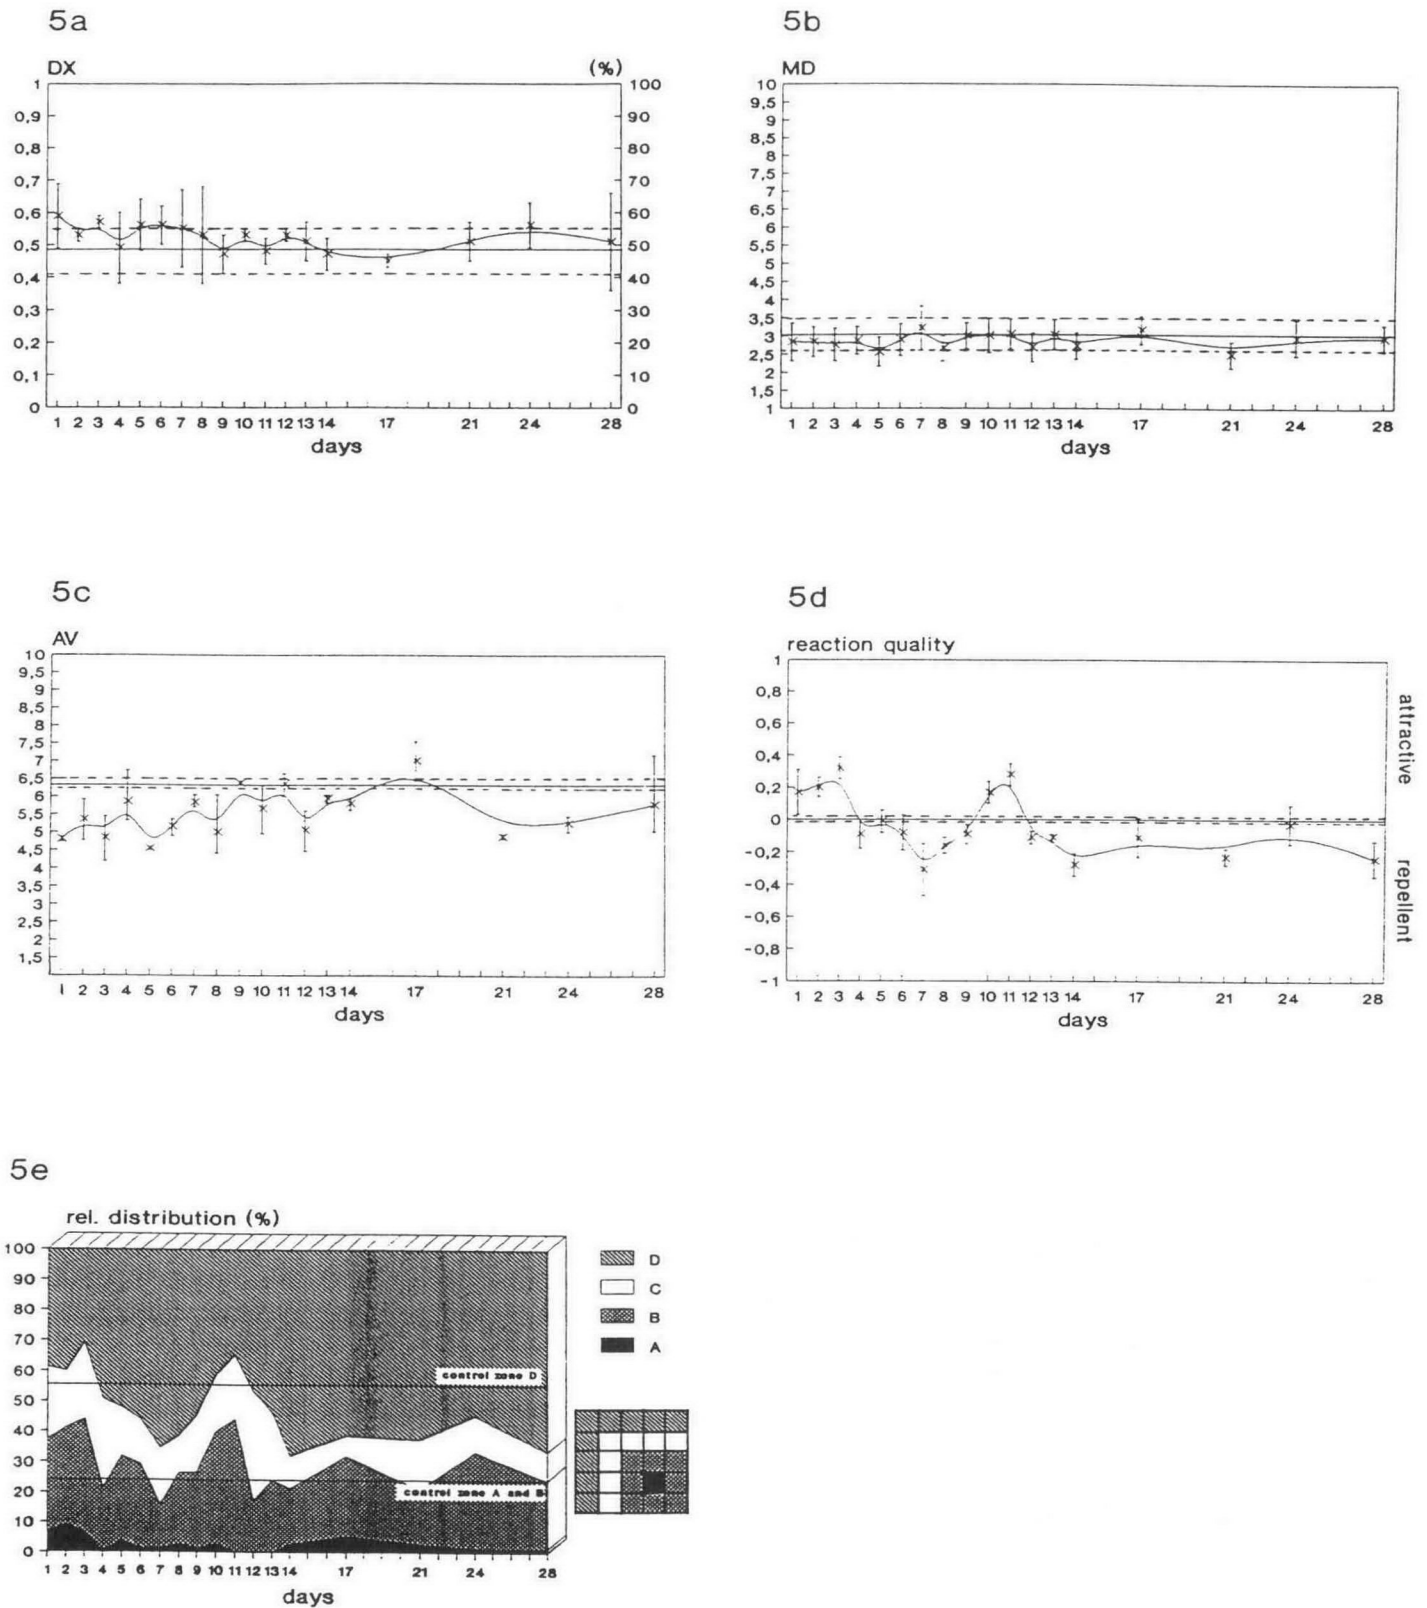 5a
DX (%)
1 100
0,9 90
0,8 80
0,7 70
0,6 60
0,5 50
0,4 40
0,3 30
0,2 20
0,1 10
0 0
1 2 3 4 5 6 7 8 9 10 11 12 13 14 17 21 24 28
days
5b
MD
10
9,5
9
8,5
8
7,5
7
6,5
6
5,5
5
4,5
4
3,5
3
2,5
2
1,5
1
1 2 3 4 5 6 7 8 9 10 11 12 13 14 17 21 24 28
days
5c
AV
10
9,5
9
8,5
8
7,5
7
6,5
6
5,5
5
4,5
4
3,5
3
2,5
2
1,5
1 2 3 4 5 6 7 8 9 10 11 12 13 14 17 21 24 28
days
5d
reaction quality
1
0,8
0,6
0,4
0,2
0
-0,2
-0,4
-0,6
-0,8
-1
attractive
repellent
1 2 3 4 5 6 7 8 9 10 11 12 13 14 17 21 24 28
days
5e
rel. distribution (%)
100
90
80
70
60
50
40
30
20
10
0
control zone D
control zone A and B
1 2 3 4 5 6 7 8 9 10 11 12 13 14 17 21 24 28
days
D
C
B
A